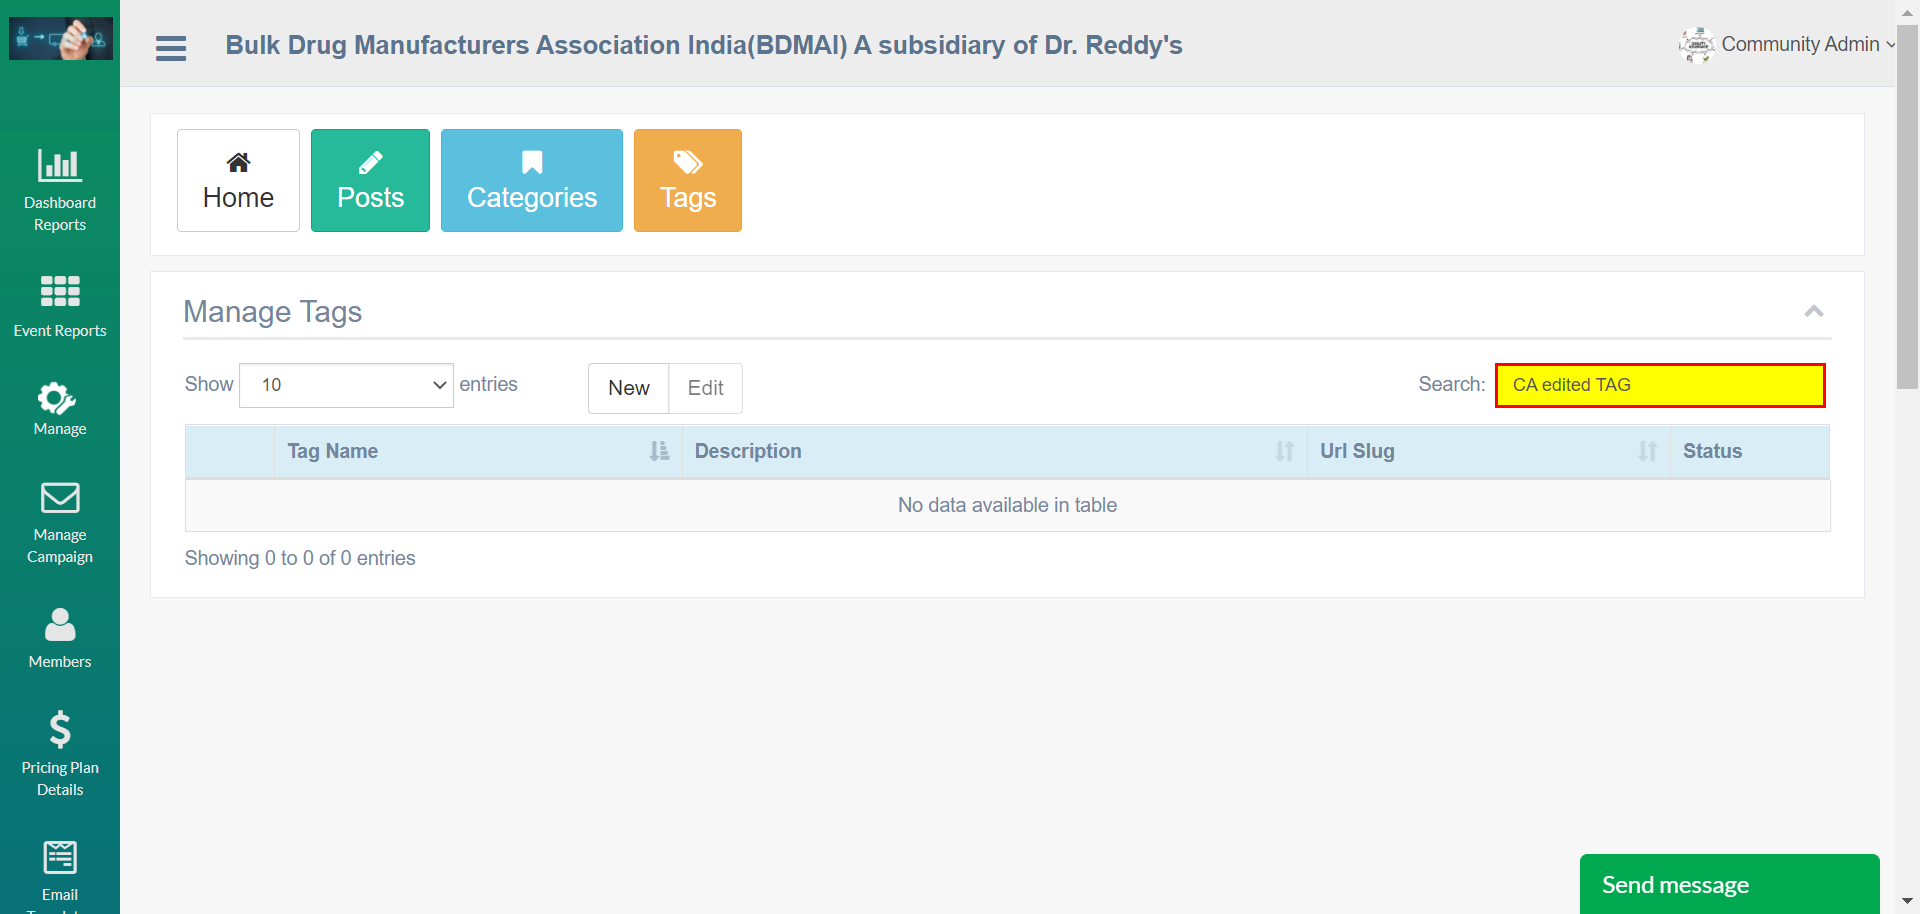 Bulk Drug Manufacturers Association India(BDMAI) A subsidiary of Dr. Reddy's
Community Admin
Dashboard
Reports
Event Reports
Manage
Manage
Campaign
Members
Pricing Plan
Details
Email
Home
Posts
Categories
Tags
Manage Tags
Show 10 entries
New
Edit
Search: CA edited TAG
Tag Name
Description
Url Slug
Status
No data available in table
Showing 0 to 0 of 0 entries
Send message